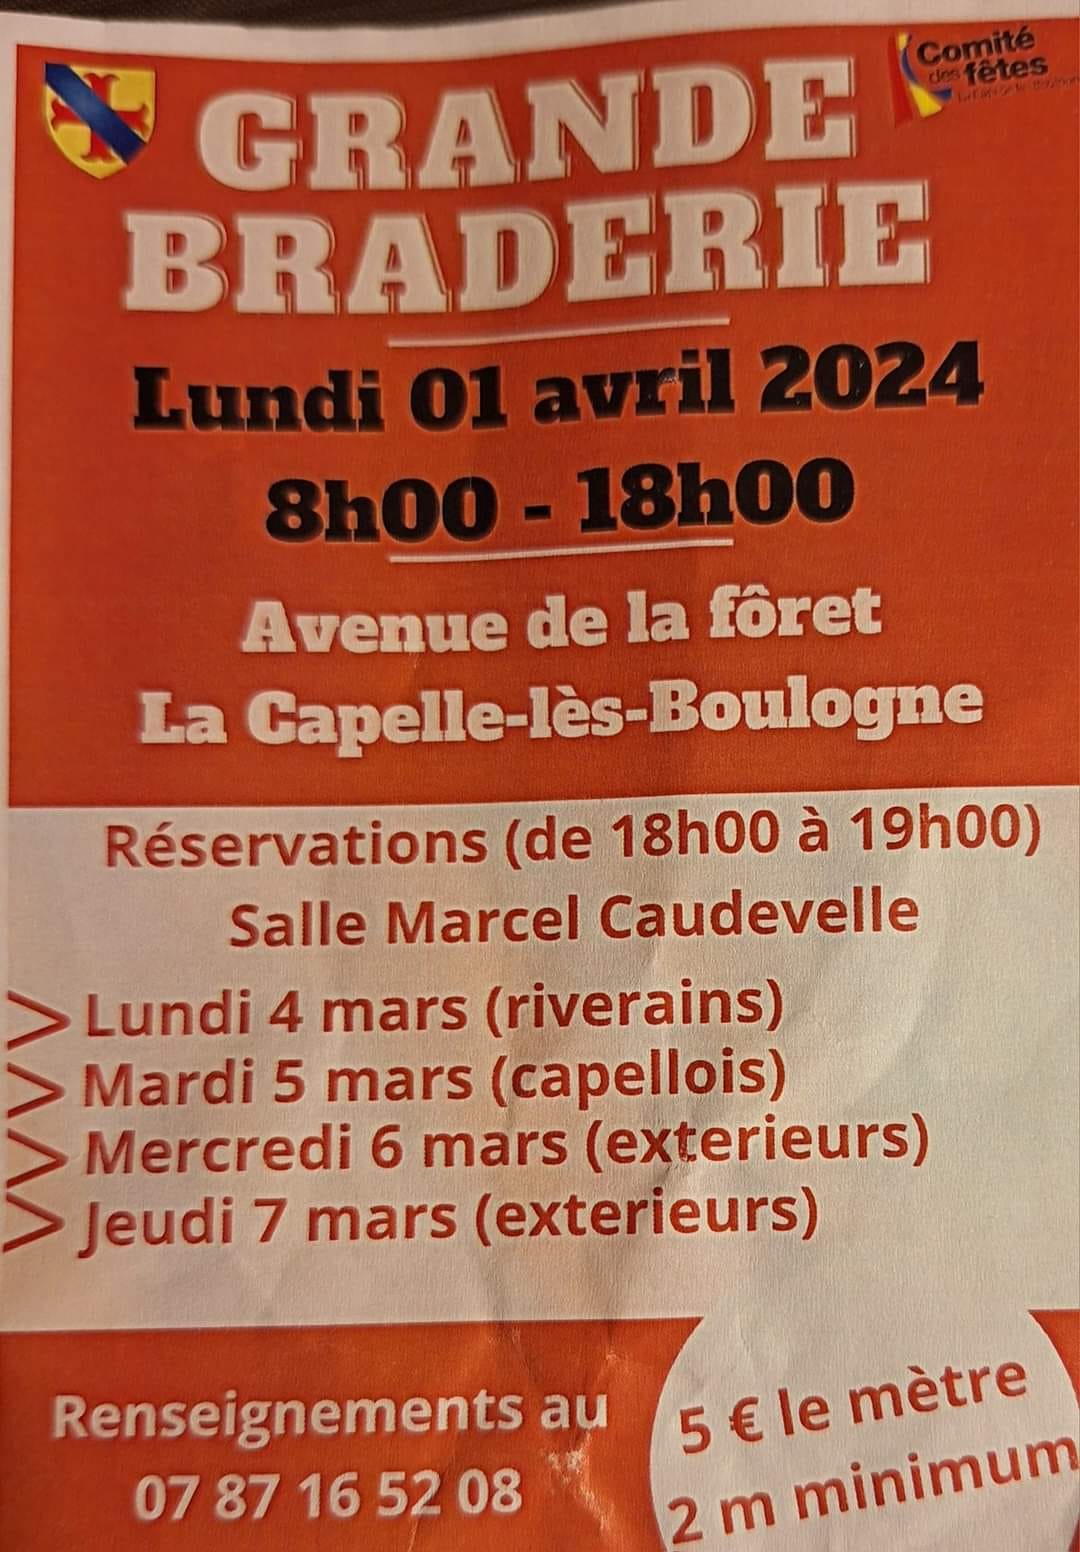 Comité
des fêtes
GRANDE
BRADERIE
Lundi 01 avril 2024
8h00 - 18h00
Avenue de la fôret
La Capelle-lès-Boulogne
Réservations (de 18h00 à 19h00)
Salle Marcel Caudevelle
Lundi 4 mars (riverains)
Mardi 5 mars (capellois)
Mercredi 6 mars (exterieurs)
Jeudi 7 mars (exterieurs)
Renseignements au
07 87 16 52 08
5 € le mètre
2 m minimum